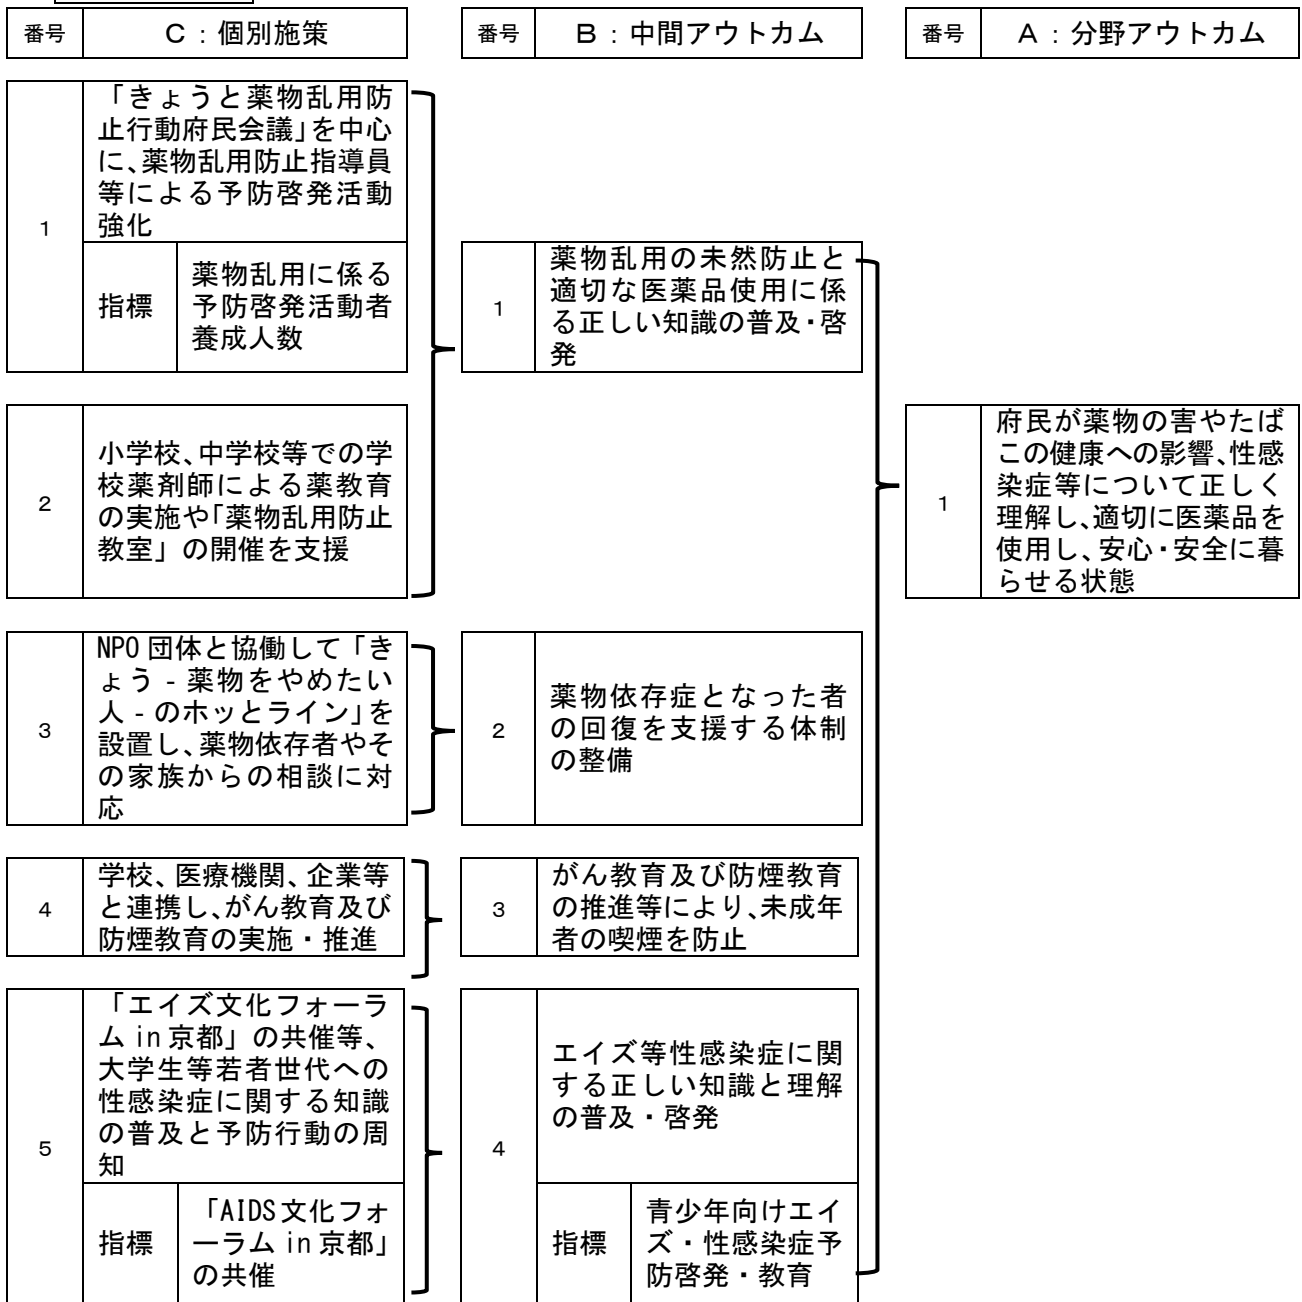 番号
C：個別施策
番号
B：中間アウトカム
番号
A：分野アウトカム
1
「きょうと薬物乱用防
止行動府民会議」を中心
に、薬物乱用防止指導員
等による予防啓発活動
強化
指標
薬物乱用に係る
予防啓発活動者
養成人数
1
薬物乱用の未然防止と
適切な医薬品使用に係
る正しい知識の普及・啓
発
2
小学校、中学校等での学
校薬剤師による薬教育
の実施や「薬物乱用防止
教室」の開催を支援
1
府民が薬物の害やたば
この健康への影響、性感
染症等について正しく
理解し、適切に医薬品を
使用し、安心・安全に暮
らせる状態
3
NPO団体と協働して「き
ょう-薬物をやめたい
人-のホッとライン」を
設置し、薬物依存者やそ
の家族からの相談に対
応
2
薬物依存症となった者
の回復を支援する体制
の整備
4
学校、医療機関、企業等
と連携し、がん教育及び
防煙教育の実施・推進
3
がん教育及び防煙教育
の推進等により、未成年
者の喫煙を防止
5
「エイズ文化フォーラ
ム in 京都」の共催等、
大学生等若者世代への
性感染症に関する知識
の普及と予防行動の周
知
指標
「AIDS文化フォ
ーラム in 京都」
の共催
4
エイズ等性感染症に関
する正しい知識と理解
の普及・啓発
指標
青少年向けエイ
ズ・性感染症予
防啓発・教育